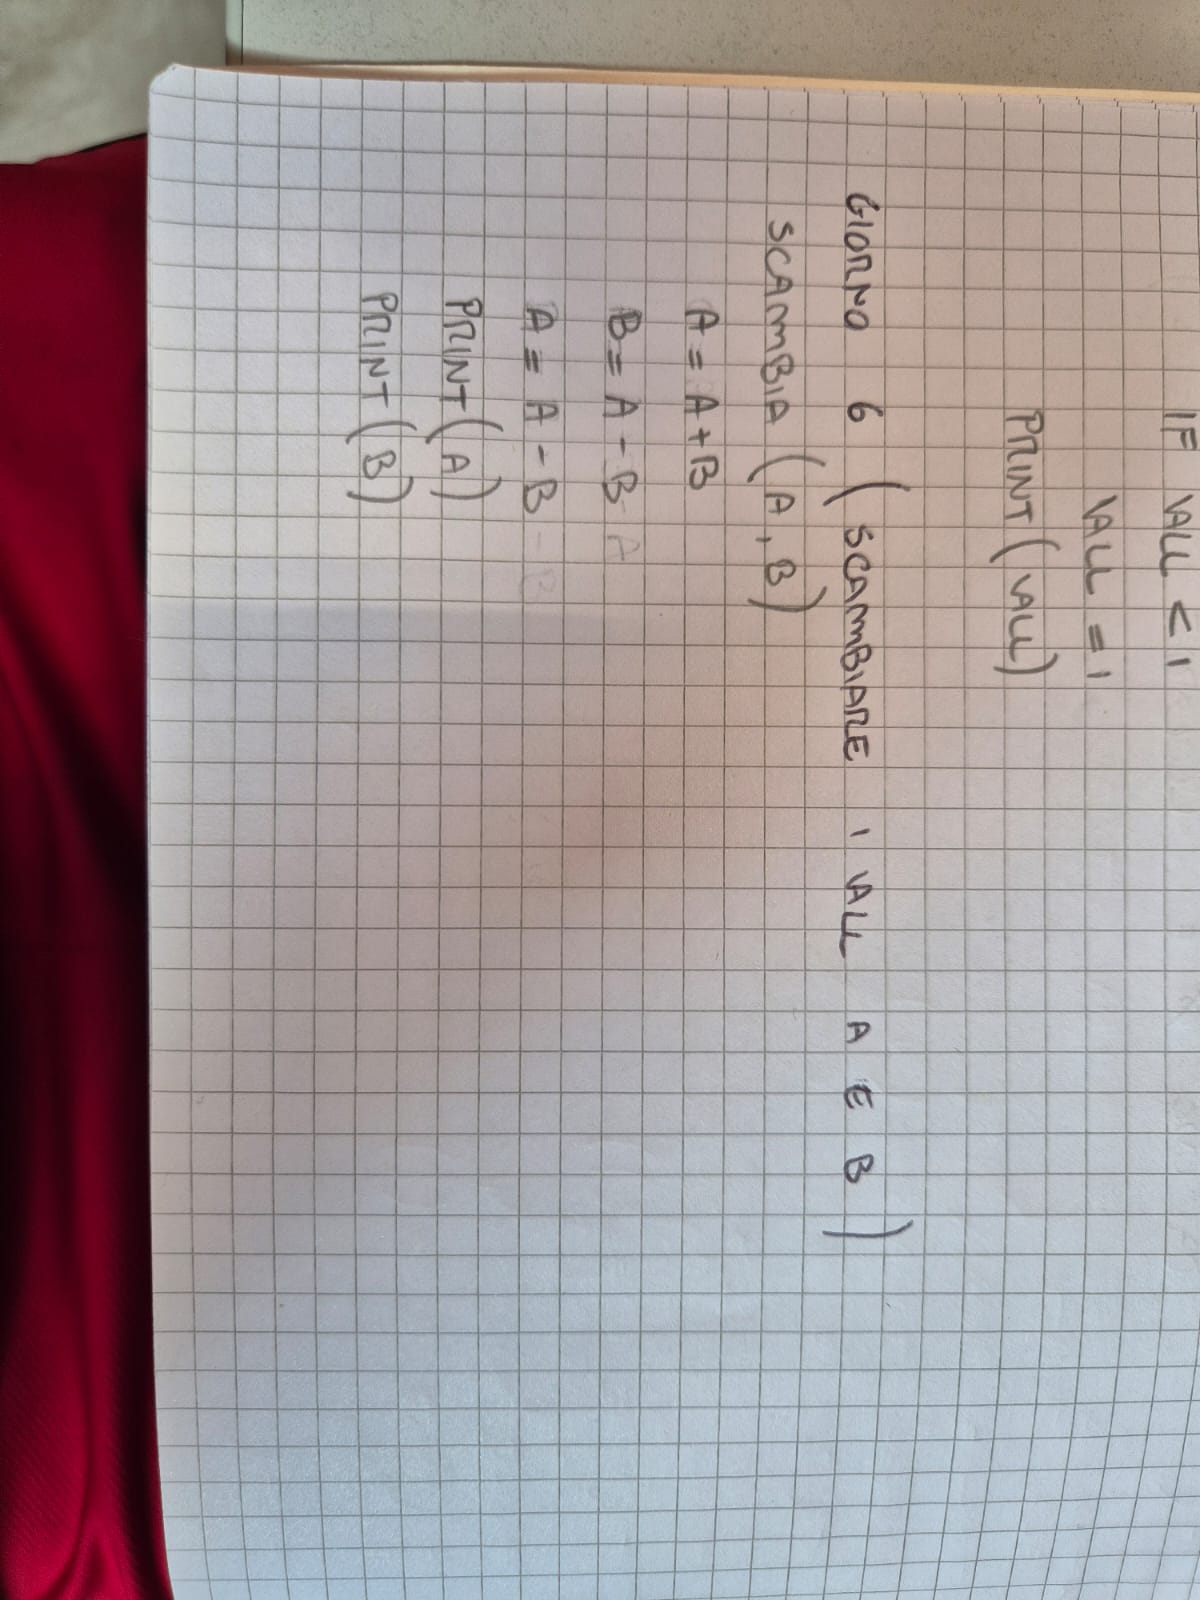 IF VALL < 1
VALL = 1
PRINT (VALL)
GIORNO 6 (SCAMBIARE I VALL A E B)
SCAMBIA (A, B)
A = A + B
B = A - B
A = A - B
PRINT (A)
PRINT (B)